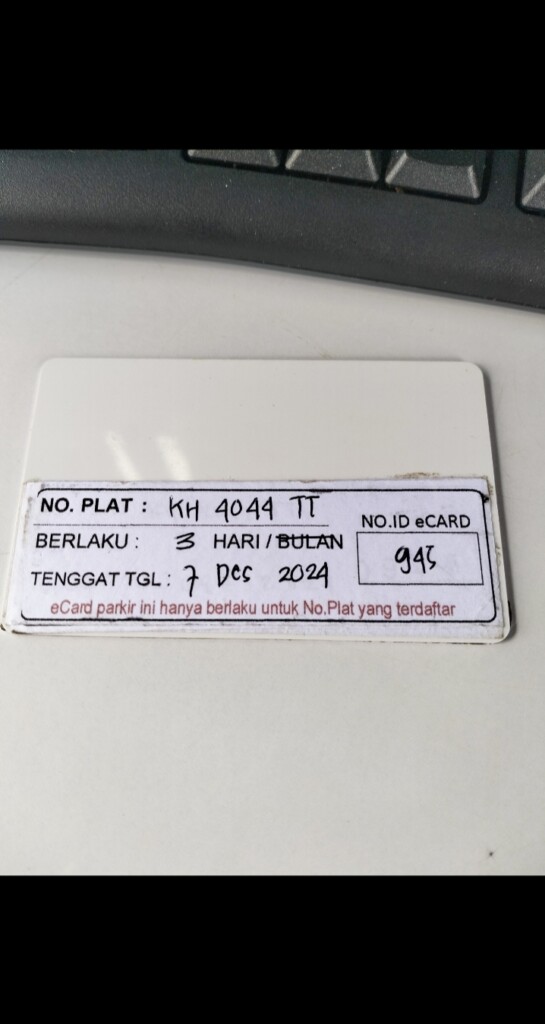 NO. PLAT : KH 4044 TT
NO.ID eCARD
BERLAKU : 3 HARI / BULAN
945
TENGGAT TGL : 7 Des 2024
eCard parkir ini hanya berlaku untuk No.Plat yang terdaftar